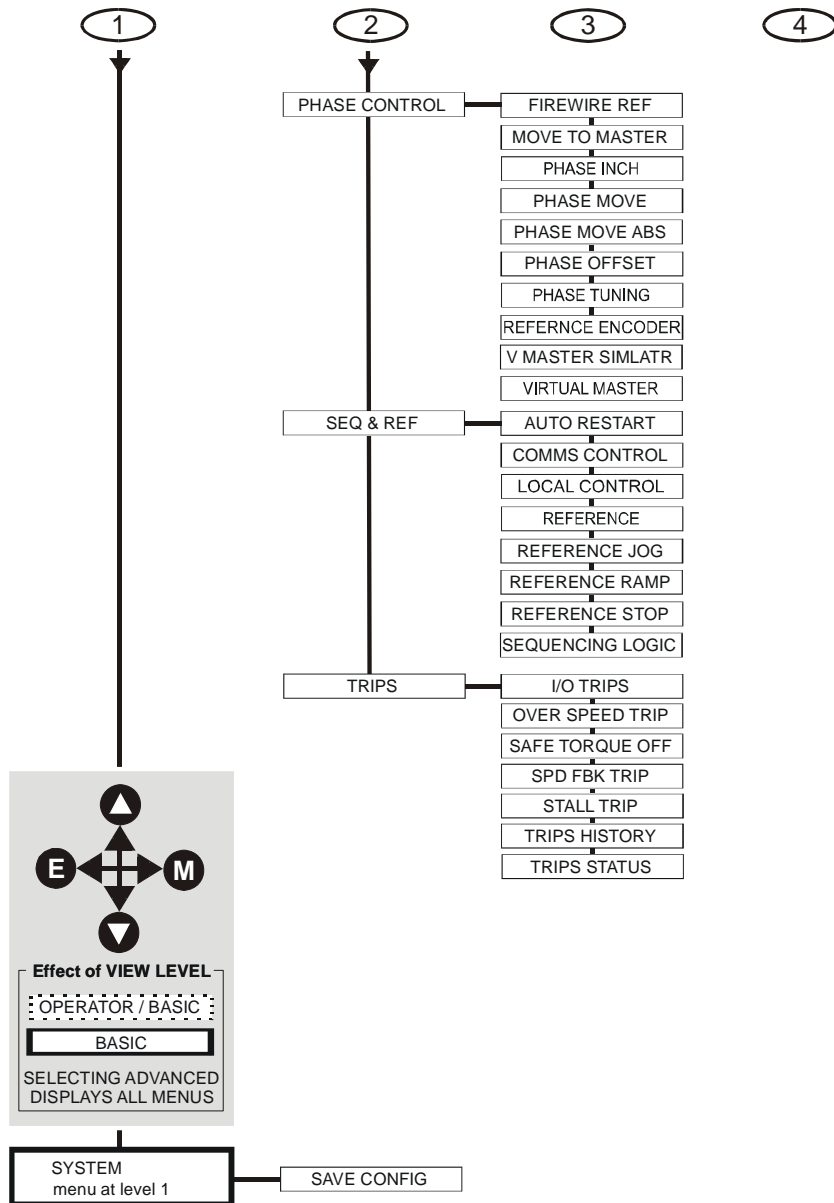 1 2 3 4
PHASE CONTROL FIREWIRE REF
MOVE TO MASTER
PHASE INCH
PHASE MOVE
PHASE MOVE ABS
PHASE OFFSET
PHASE TUNING
REFERNCE ENCODER
V MASTER SIMLATR
VIRTUAL MASTER
SEQ & REF AUTO RESTART
COMMS CONTROL
LOCAL CONTROL
REFERENCE
REFERENCE JOG
REFERENCE RAMP
REFERENCE STOP
SEQUENCING LOGIC
TRIPS I/O TRIPS
OVER SPEED TRIP
SAFE TORQUE OFF
SPD FBK TRIP
STALL TRIP
TRIPS HISTORY
TRIPS STATUS
E M
Effect of VIEW LEVEL
OPERATOR / BASIC
BASIC
SELECTING ADVANCED
DISPLAYS ALL MENUS
SYSTEM
menu at level 1
SAVE CONFIG